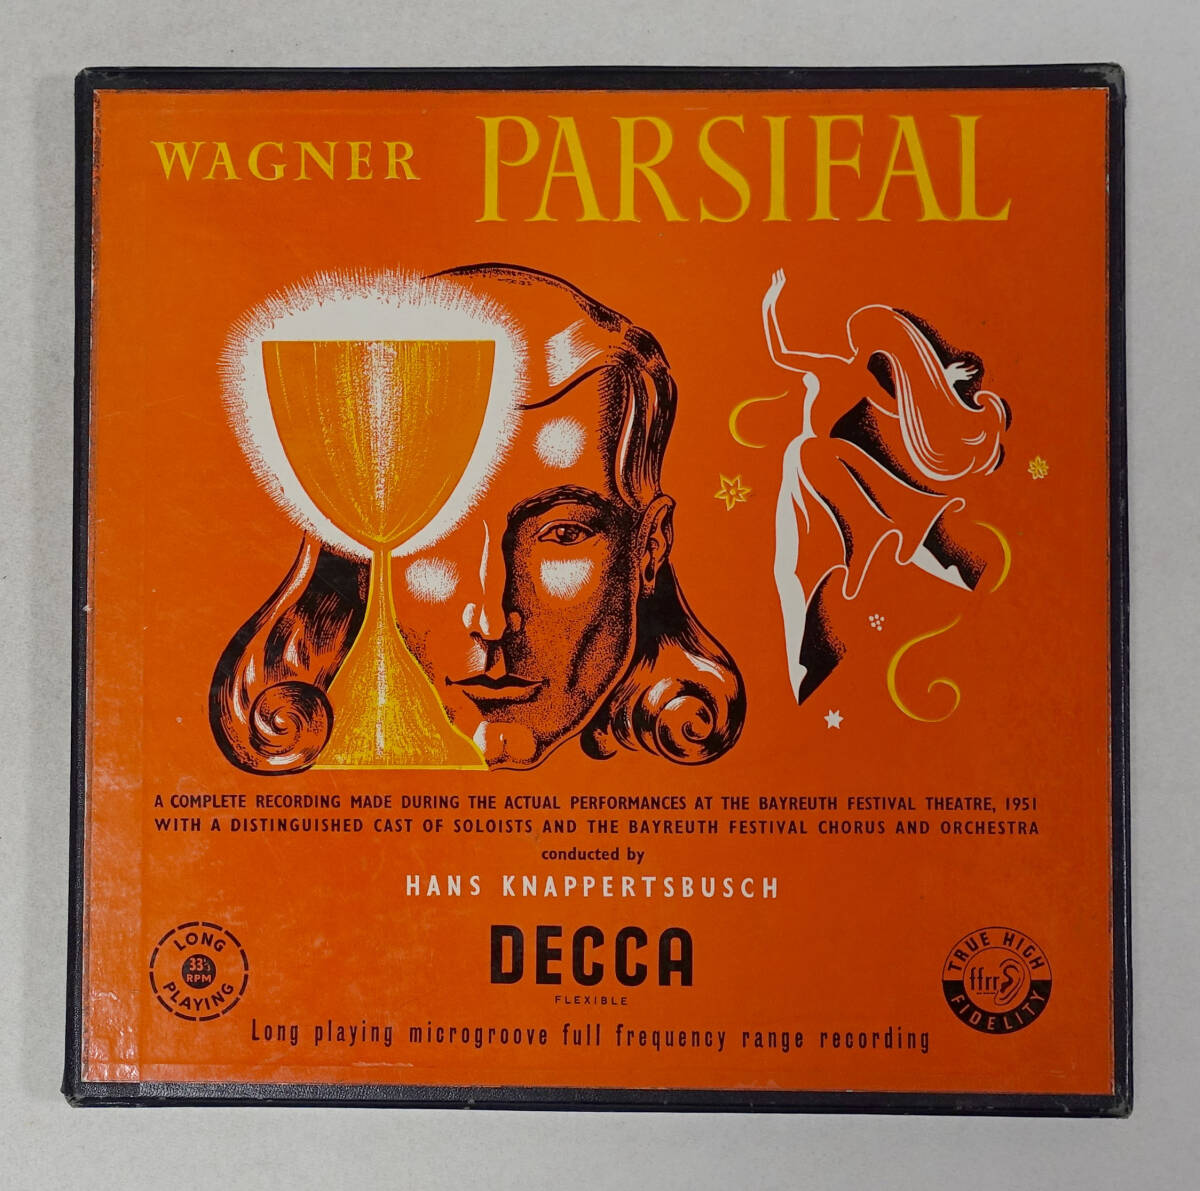 WAGNER PARSIFAL
A COMPLETE RECORDING MADE DURING THE ACTUAL PERFORMANCES AT THE BAYREUTH FESTIVAL THEATRE, 1951
WITH A DISTINGUISHED CAST OF SOLOISTS AND THE BAYREUTH FESTIVAL CHORUS AND ORCHESTRA
conducted by
HANS KNAPPERTSBUSCH
LONG
33⅓
RPM
PLAYING
DECCA
FLEXIBLE
TRUE HIGH
ffrr
FIDELITY
Long playing microgroove full frequency range recording